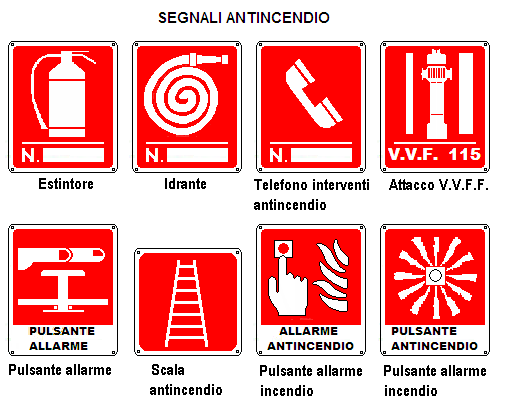 SEGNALI ANTINCENDIO
N.
N.
N.
V.V.F. 115
Estintore
Idrante
Telefono interventi
antincendio
Attacco V.V.F.F.
PULSANTE
ALLARME
ALLARME
ANTINCENDIO
PULSANTE
ANTINCENDIO
Pulsante allarme
Scala
antincendio
Pulsante allarme
incendio
Pulsante allarme
incendio